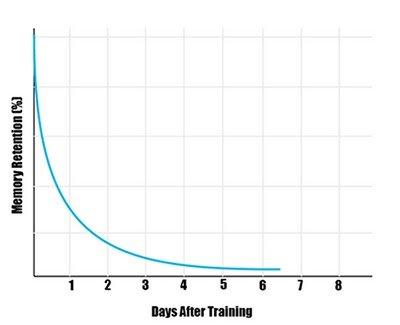 Memory Retention (%)
1 2 3 4 5 6 7 8
Days After Training